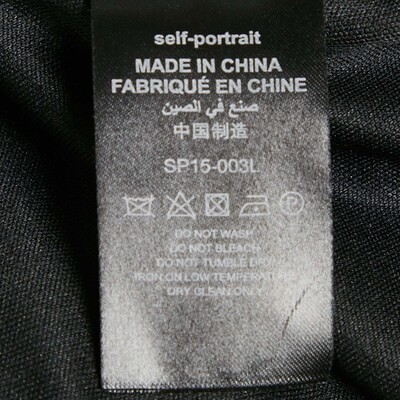 self-portrait
MADE IN CHINA
FABRIQUÉ EN CHINE
صنع في الصين
中国制造
SP15-003L
P
DO NOT WASH
DO NOT BLEACH
DO NOT TUMBLE DRY
IRON ON LOW TEMPERATURE
DRY CLEAN ONLY